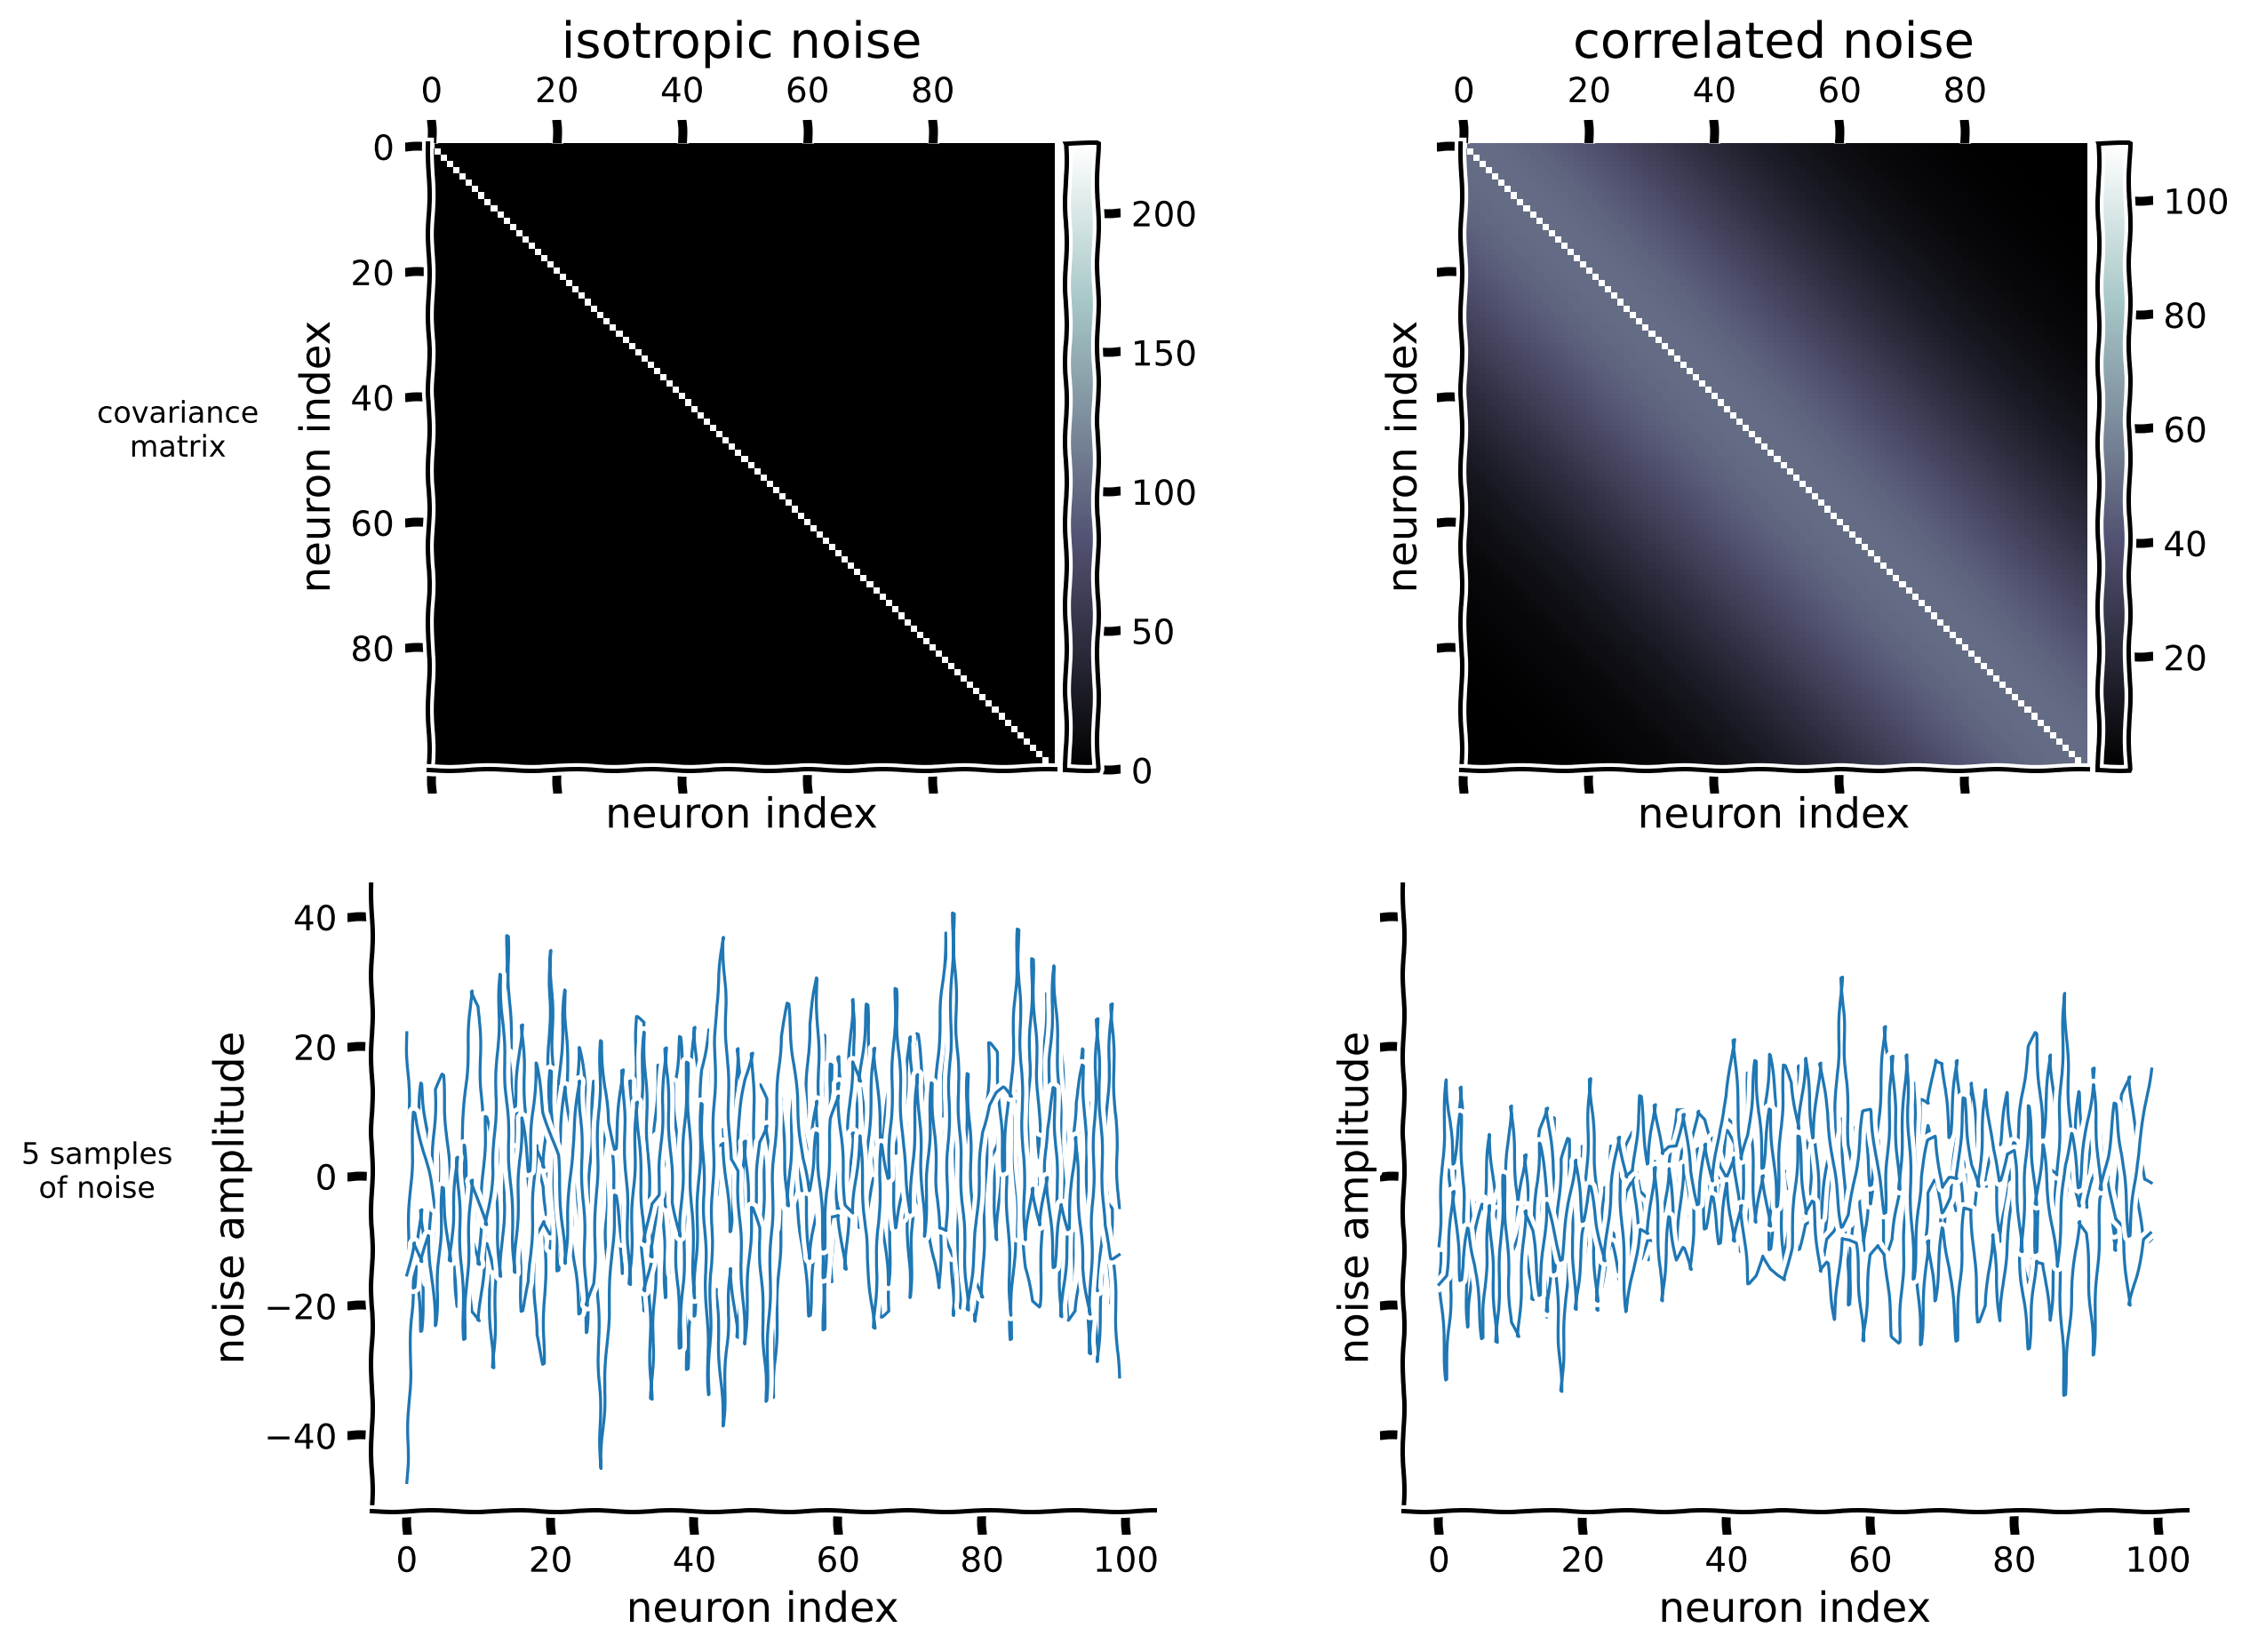 isotropic noise
0 20 40 60 80
0
20
40
60
80
neuron index
neuron index
200
150
100
50
0
covariance
matrix
correlated noise
0 20 40 60 80
neuron index
neuron index
100
80
60
40
20
5 samples
of noise
noise amplitude
40
20
0
−20
−40
0 20 40 60 80 100
neuron index
noise amplitude
0 20 40 60 80 100
neuron index